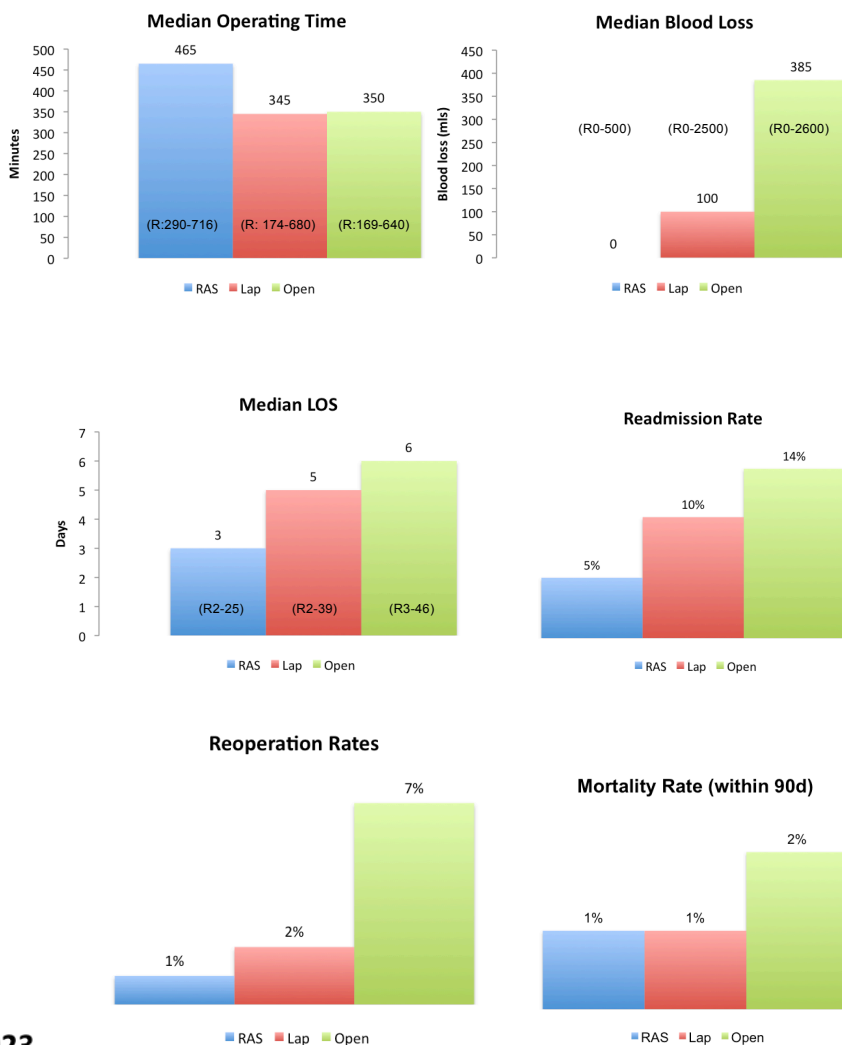 Median Operating Time
500
450
400
350
300
250
200
150
100
50
0
Minutes
465
345
350
(R:290-716)
(R: 174-680)
(R:169-640)
RAS Lap Open
Median Blood Loss
450
400
350
300
250
200
150
100
50
0
Blood loss (mls)
385
(R0-500)
(R0-2500)
(R0-2600)
100
0
RAS Lap Open
Median LOS
7
6
5
4
3
2
1
0
Days
3
5
6
(R2-25)
(R2-39)
(R3-46)
RAS Lap Open
Readmission Rate
5%
10%
14%
RAS Lap Open
Reoperation Rates
1%
2%
7%
RAS Lap Open
Mortality Rate (within 90d)
1%
1%
2%
RAS Lap Open